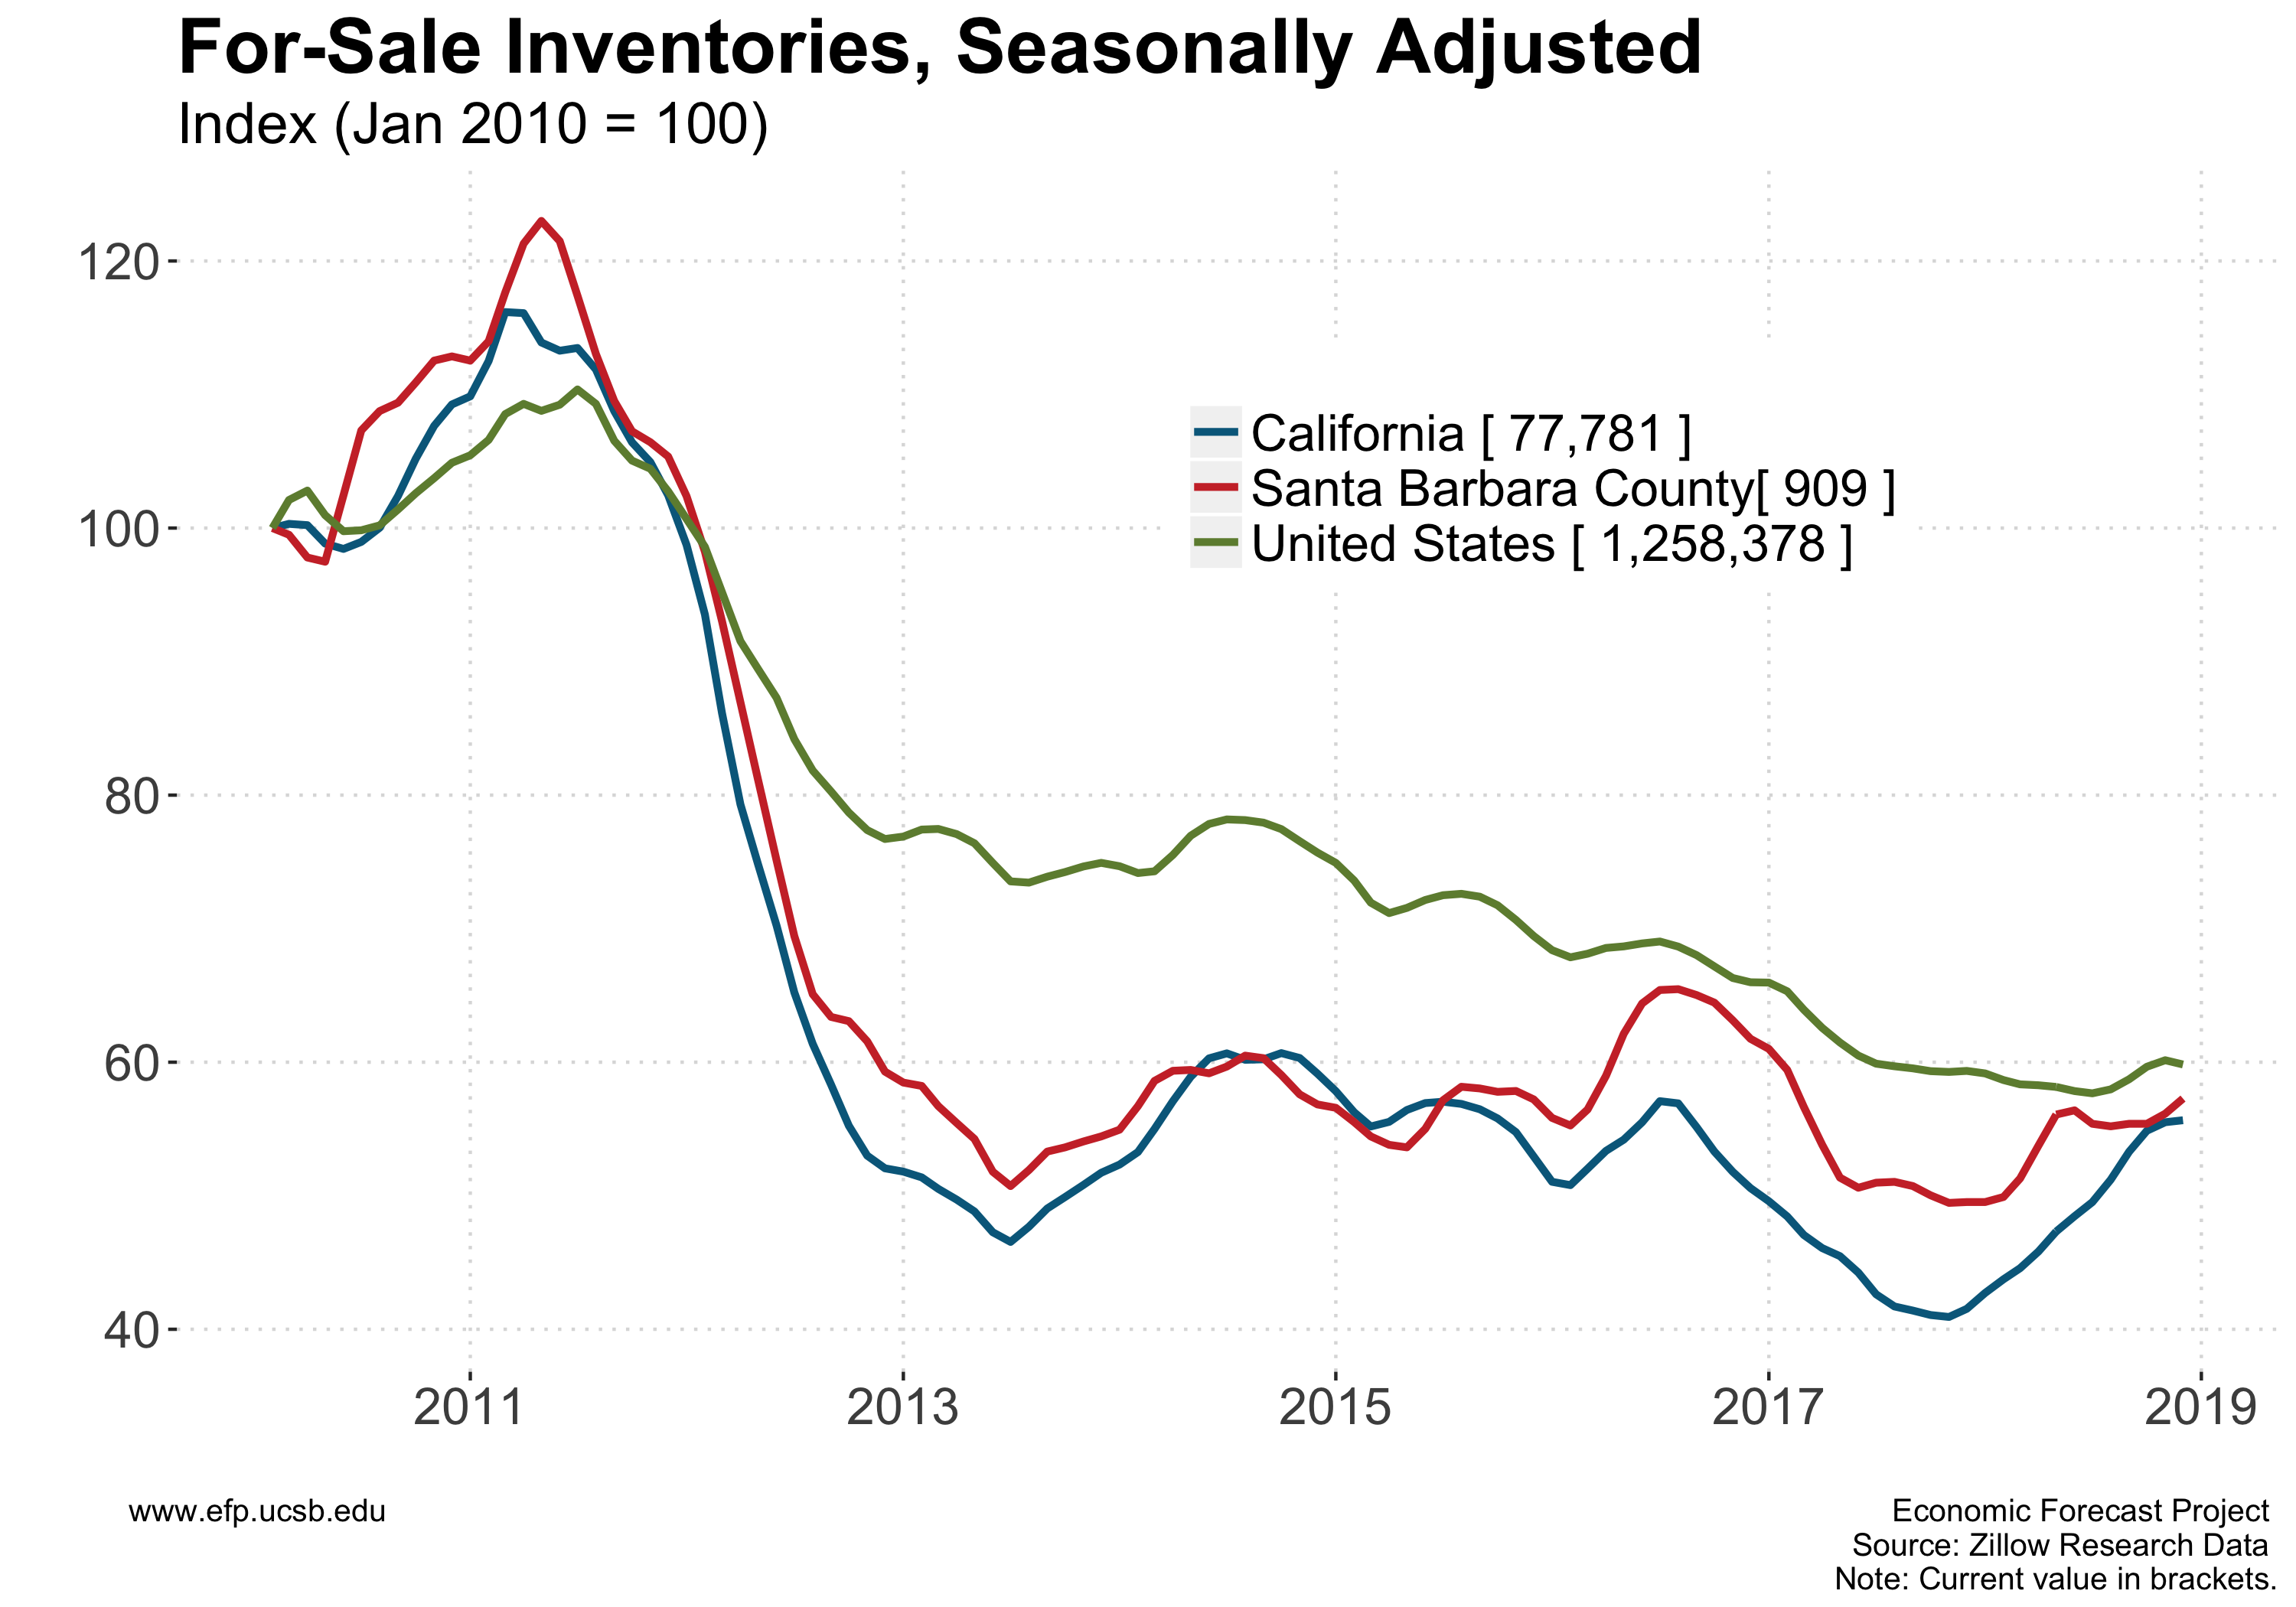 For-Sale Inventories, Seasonally Adjusted
Index (Jan 2010 = 100)
120
100
80
60
40
California [ 77,781 ]
Santa Barbara County[ 909 ]
United States [ 1,258,378 ]
2011 2013 2015 2017 2019
www.efp.ucsb.edu
Economic Forecast Project
Source: Zillow Research Data
Note: Current value in brackets.